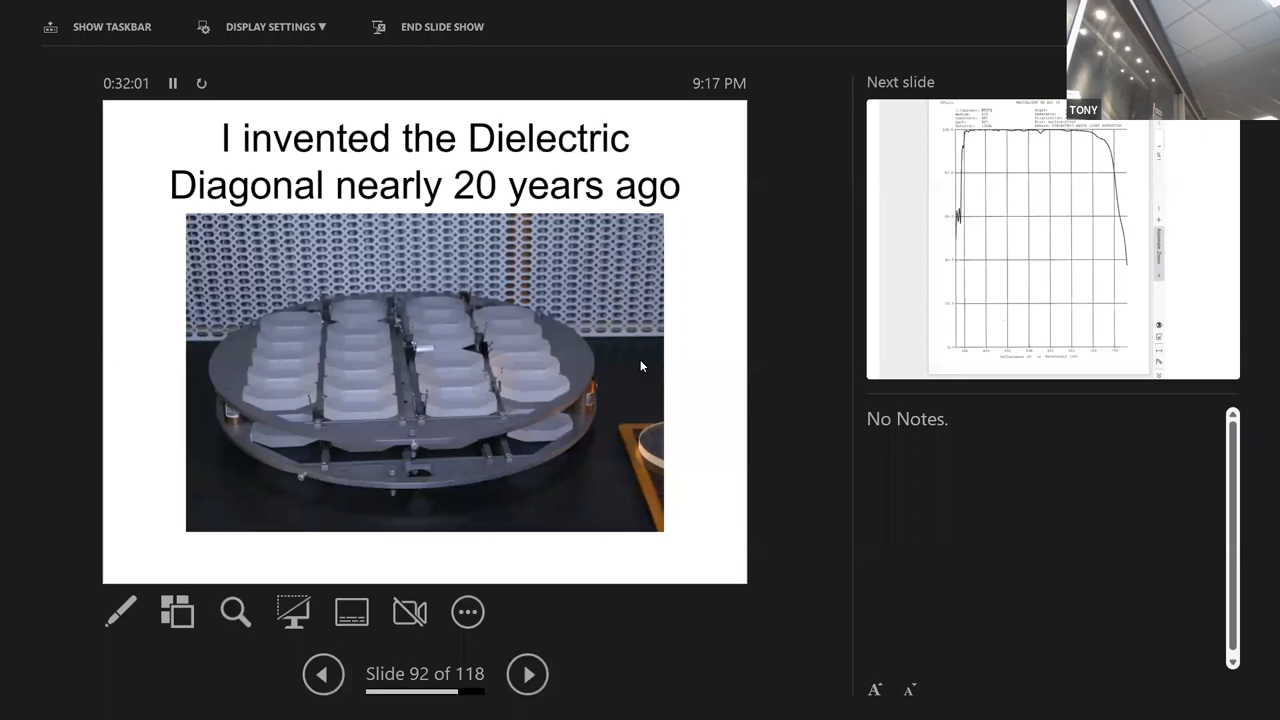 SHOW TASKBAR
DISPLAY SETTINGS ▼
END SLIDE SHOW
0:32:01
9:17 PM
Next slide
TONY
I invented the Dielectric
Diagonal nearly 20 years ago
No Notes.
Slide 92 of 118
A A